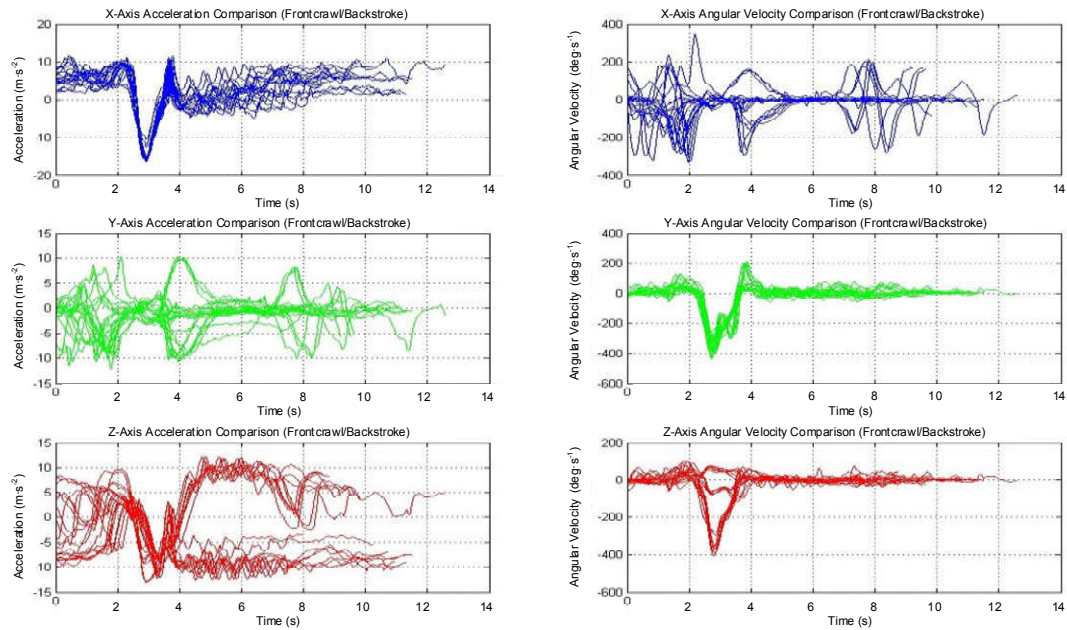 X-Axis Acceleration Comparison (Frontcrawl/Backstroke)
20
10
0
-10
20
Acceleration (m·s-2)
0 2 4 6 8 10 12 14
Time (s)
X-Axis Angular Velocity Comparison (Frontcrawl/Backstroke)
400
200
0
-200
-400
Angular Velocity (deg·s-1)
0 2 4 6 8 10 12 14
Time (s)
Y-Axis Acceleration Comparison (Frontcrawl/Backstroke)
15
10
5
0
-5
-10
-15
Acceleration (m·s-2)
0 2 4 6 8 10 12 14
Time (s)
Y-Axis Angular Velocity Comparison (Frontcrawl/Backstroke)
400
200
0
-200
-400
-600
Angular Velocity (deg·s-1)
0 2 4 6 8 10 12 14
Time (s)
Z-Axis Acceleration Comparison (Frontcrawl/Backstroke)
15
10
5
0
-5
-10
-15
Acceleration (m·s-2)
0 2 4 6 8 10 12 14
Time (s)
Z-Axis Angular Velocity Comparison (Frontcrawl/Backstroke)
200
0
-200
-400
-600
Angular Velocity (deg·s-1)
0 2 4 6 8 10 12 14
Time (s)